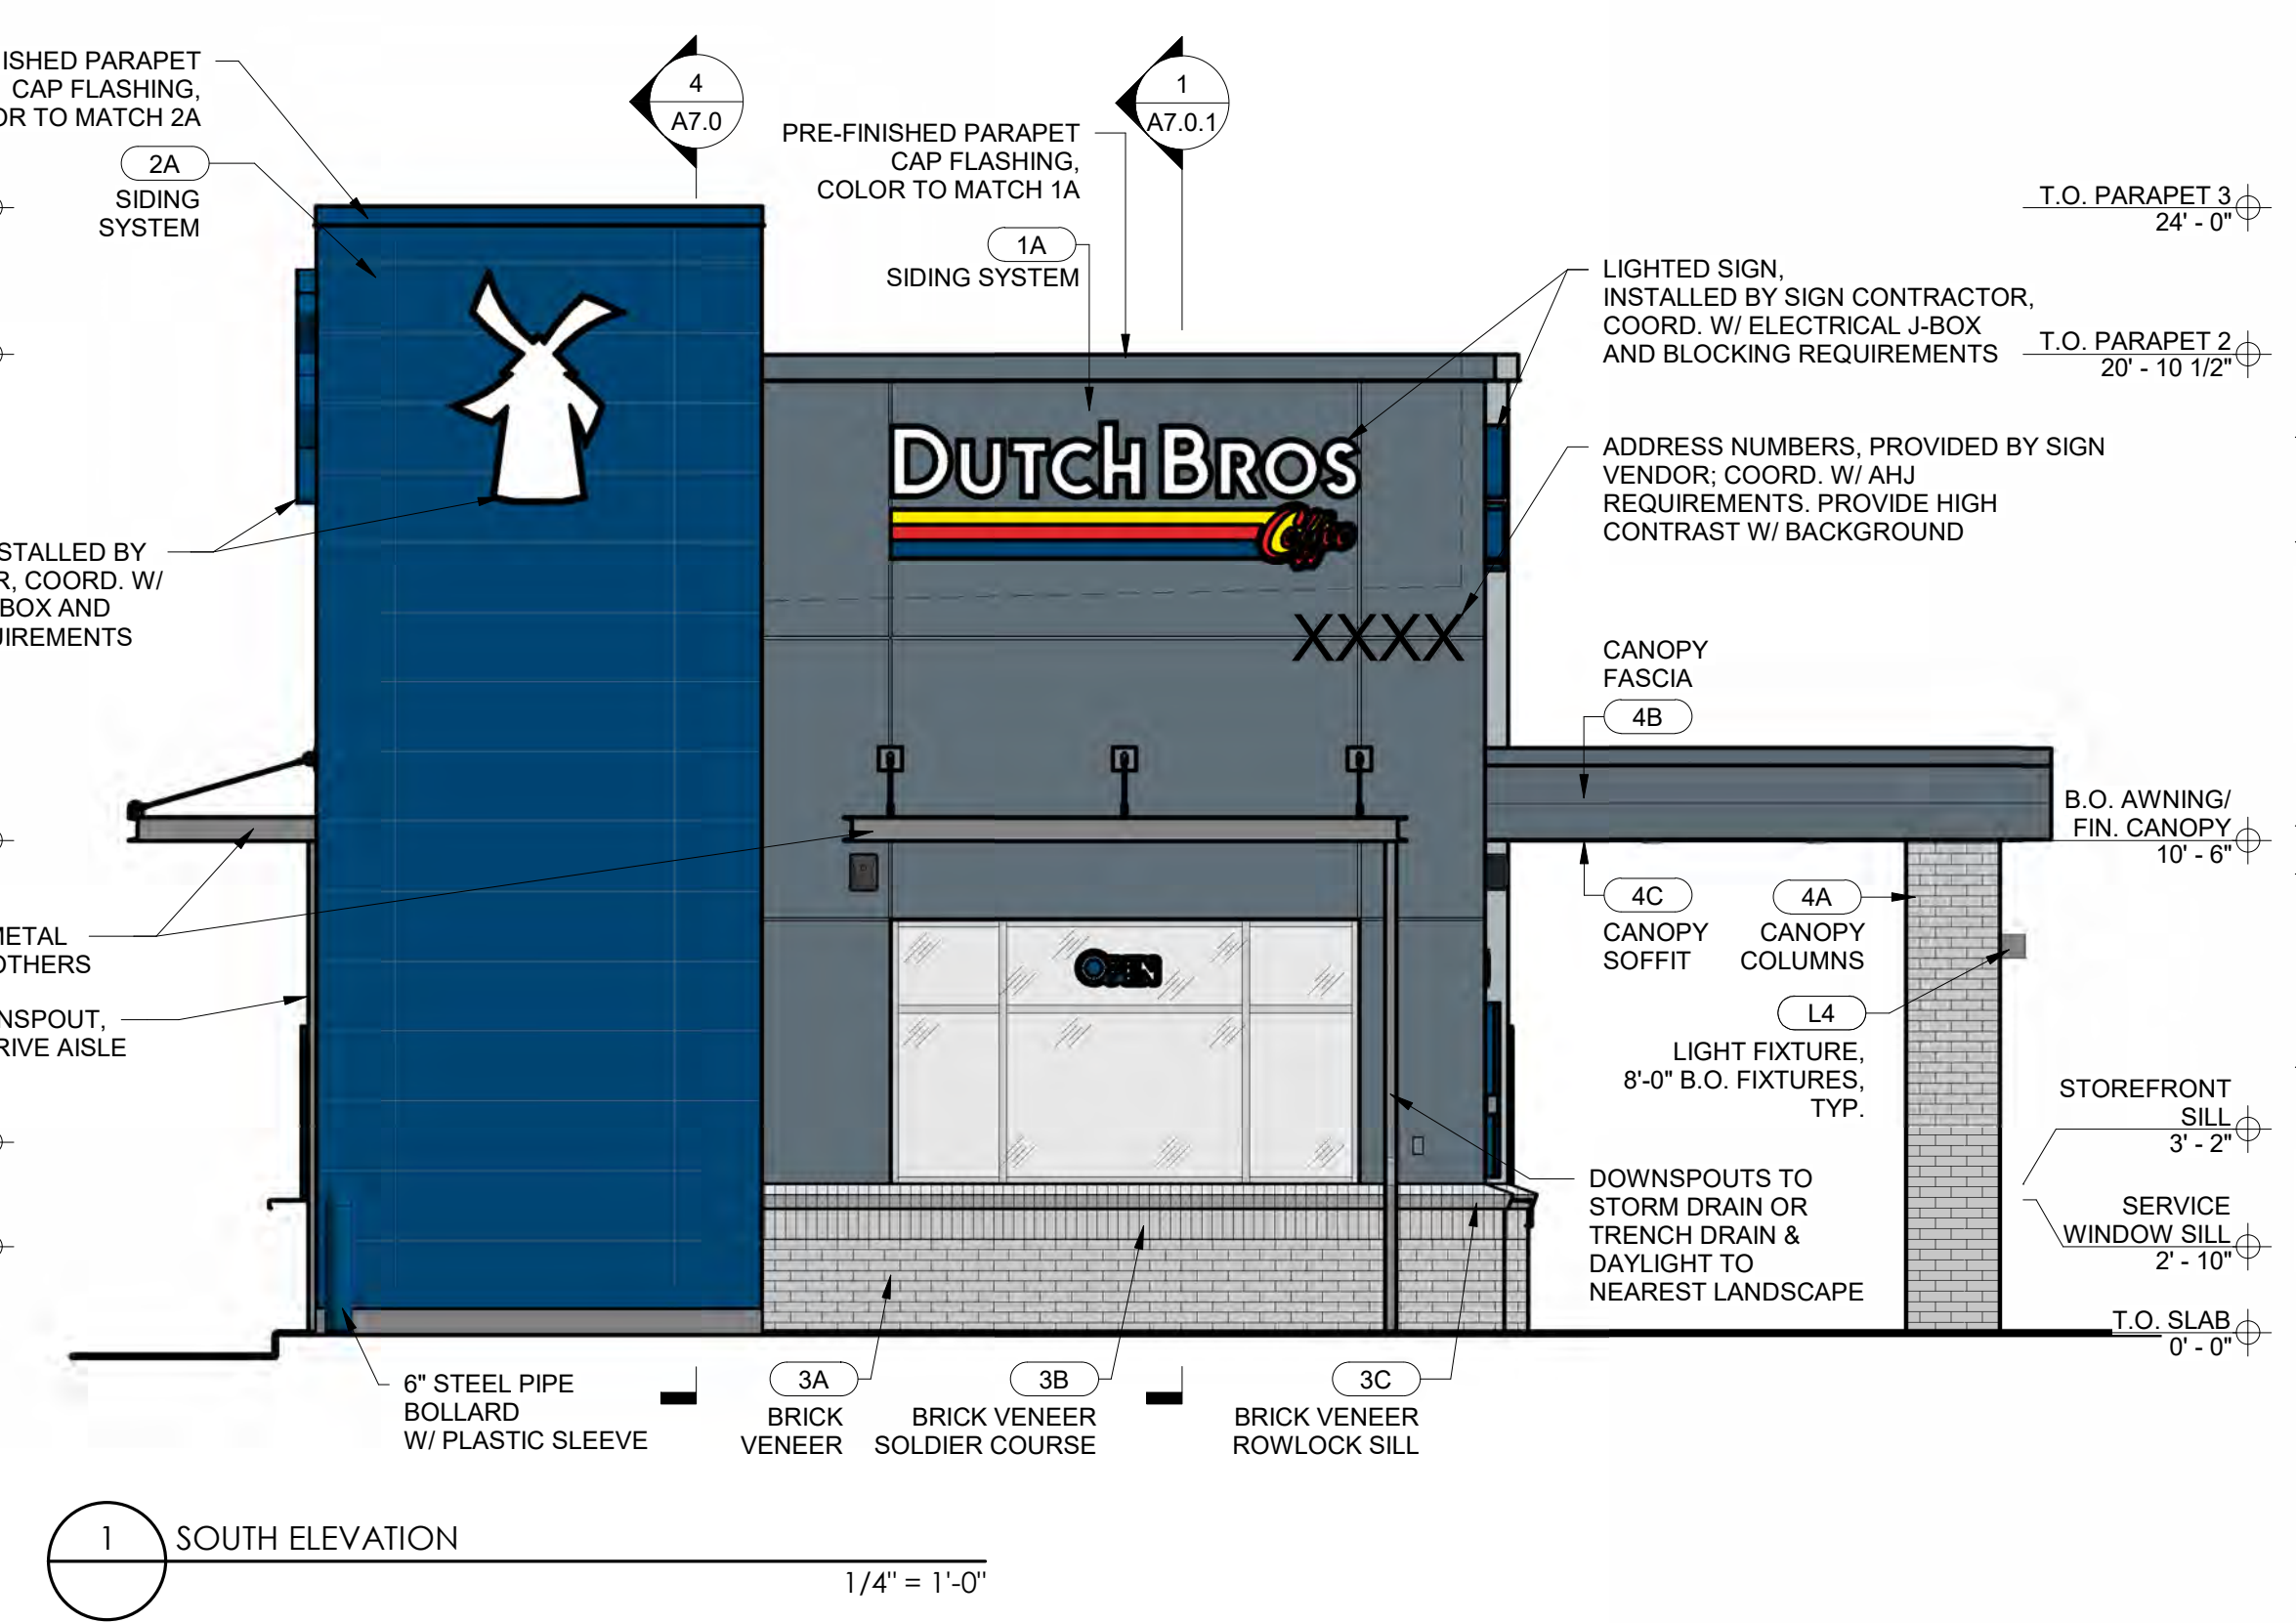 ISHED PARAPET
CAP FLASHING,
OR TO MATCH 2A
2A
SIDING
SYSTEM
4
A7.0
PRE-FINISHED PARAPET
CAP FLASHING,
COLOR TO MATCH 1A
1A
SIDING SYSTEM
1
A7.0.1
T.O. PARAPET 3
24' - 0"
LIGHTED SIGN,
INSTALLED BY SIGN CONTRACTOR,
COORD. W/ ELECTRICAL J-BOX
AND BLOCKING REQUIREMENTS
T.O. PARAPET 2
20' - 10 1/2"
DUTCH BROS
ADDRESS NUMBERS, PROVIDED BY SIGN
VENDOR; COORD. W/ AHJ
REQUIREMENTS. PROVIDE HIGH
CONTRAST W/ BACKGROUND
STALLED BY
R, COORD. W/
BOX AND
UIREMENTS
XXXX
CANOPY
FASCIA
4B
B.O. AWNING/
FIN. CANOPY
10' - 6"
4C
CANOPY
SOFFIT
4A
CANOPY
COLUMNS
METAL
OTHERS
OPEN
NSPOUT,
RIVE AISLE
L4
LIGHT FIXTURE,
8'-0" B.O. FIXTURES,
TYP.
STOREFRONT
SILL
3' - 2"
DOWNSPOUTS TO
STORM DRAIN OR
TRENCH DRAIN &
DAYLIGHT TO
NEAREST LANDSCAPE
SERVICE
WINDOW SILL
2' - 10"
T.O. SLAB
0' - 0"
6" STEEL PIPE
BOLLARD
W/ PLASTIC SLEEVE
3A
BRICK
VENEER
3B
BRICK VENEER
SOLDIER COURSE
3C
BRICK VENEER
ROWLOCK SILL
1
SOUTH ELEVATION
1/4" = 1'-0"